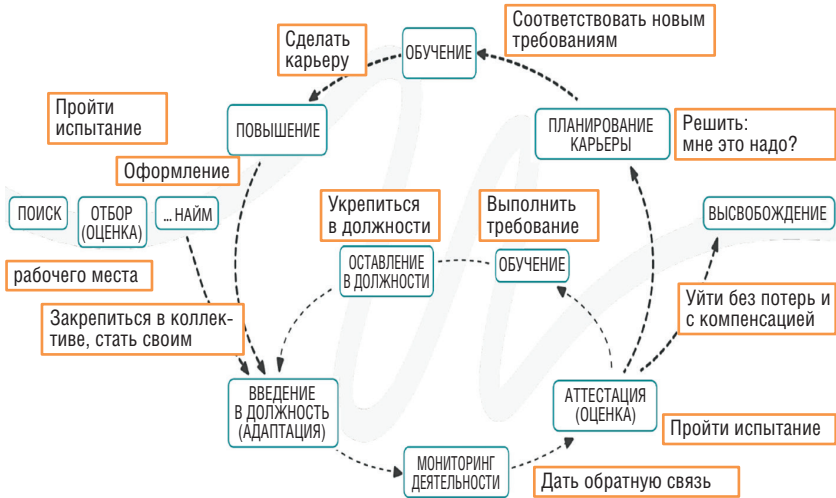 Соответствовать новым
требованиям
Сделать
карьеру
ОБУЧЕНИЕ
Пройти
испытание
ПОВЫШЕНИЕ
ПЛАНИРОВАНИЕ
КАРЬЕРЫ
Решить:
мне это надо?
Оформление
ПОИСК
ОТБОР
(ОЦЕНКА)
... НАЙМ
Укрепиться
в должности
Выполнить
требование
ВЫСВОБОЖДЕНИЕ
ОСТАВЛЕНИЕ
В ДОЛЖНОСТИ
ОБУЧЕНИЕ
рабочего места
Закрепиться в коллек-
тиве, стать своим
Уйти без потерь и
с компенсацией
ВВЕДЕНИЕ
В ДОЛЖНОСТЬ
(АДАПТАЦИЯ)
АТТЕСТАЦИЯ
(ОЦЕНКА)
Пройти испытание
МОНИТОРИНГ
ДЕЯТЕЛЬНОСТИ
Дать обратную связь